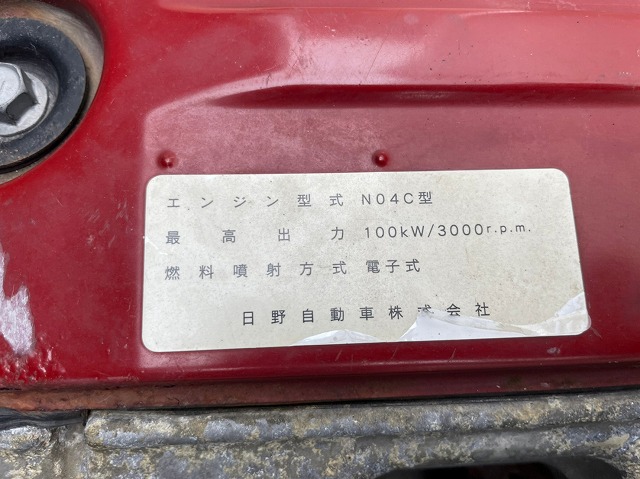 エンジン型式 N04C型
最高出力 100kW/3000r.p.m.
燃料噴射方式 電子式
日野自動車株式会社